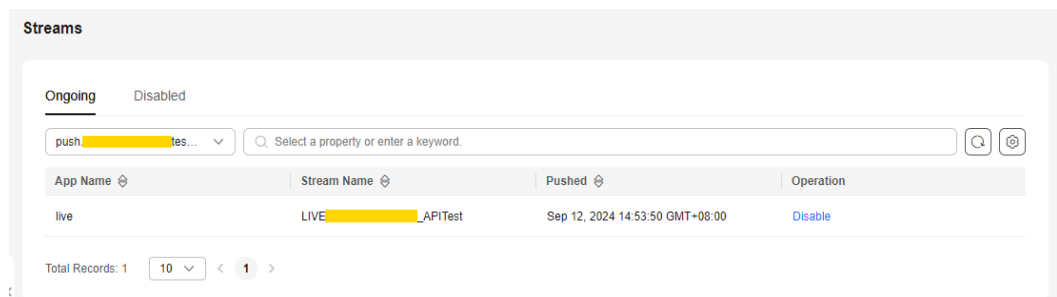 Streams
Ongoing Disabled
push. tes... Select a property or enter a keyword.
App Name Stream Name Pushed Operation
live LIVE _APITest Sep 12, 2024 14:53:50 GMT+08:00 Disable
Total Records: 1 10 < 1 >